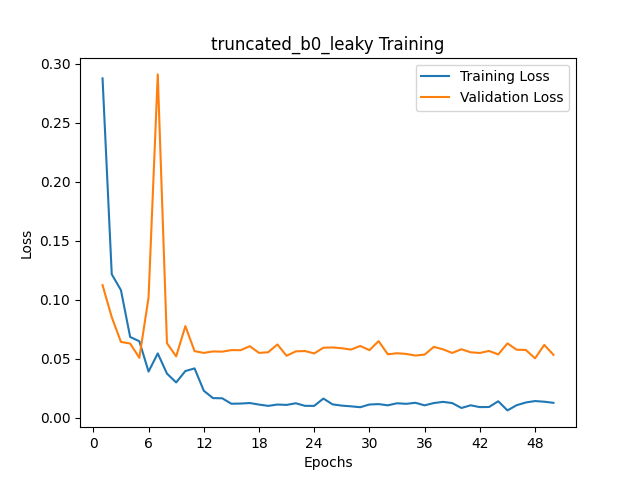 truncated_b0_leaky Training
Training Loss
Validation Loss
0.30
0.25
0.20
0.15
0.10
0.05
0.00
Loss
0 6 12 18 24 30 36 42 48
Epochs